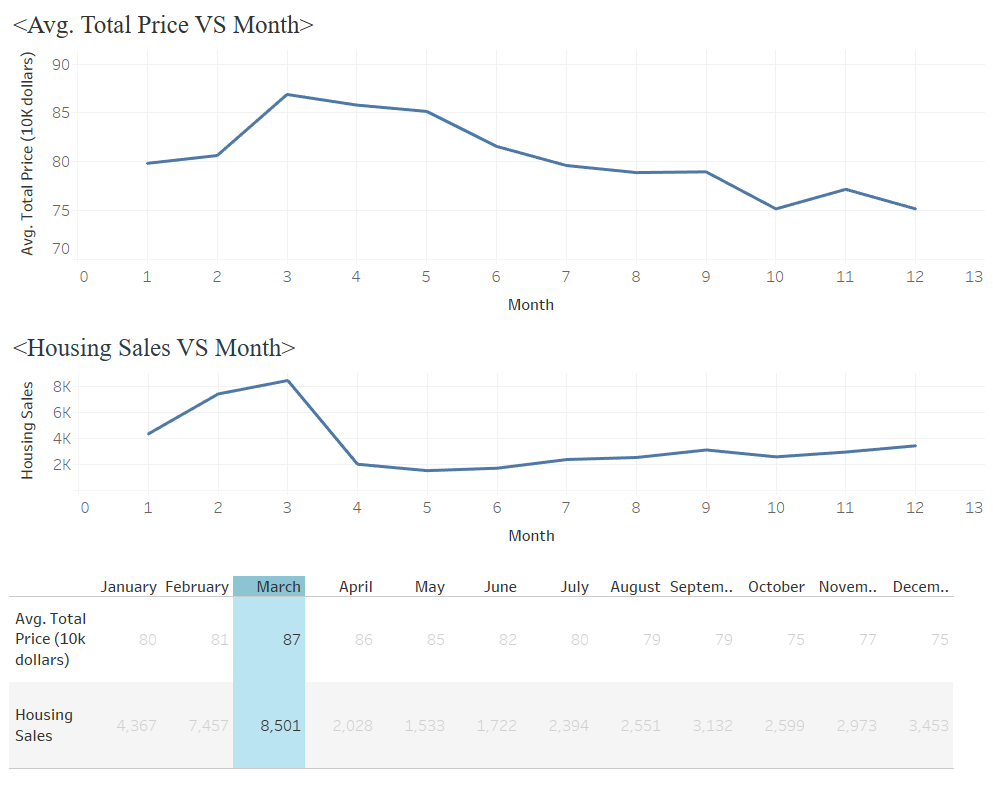 <Avg. Total Price VS Month>
Avg. Total Price (10K dollars)
90
85
80
75
70
0 1 2 3 4 5 6 7 8 9 10 11 12 13
Month
<Housing Sales VS Month>
Housing Sales
8K
6K
4K
2K
0 1 2 3 4 5 6 7 8 9 10 11 12 13
Month
January February March April May June July August Septem.. October Novem.. Decem..
Avg. Total
Price (10k
dollars)
80 81 87 86 85 82 80 79 79 75 77 75
Housing
Sales
4,367 7,457 8,501 2,028 1,533 1,722 2,394 2,551 3,132 2,599 2,973 3,453